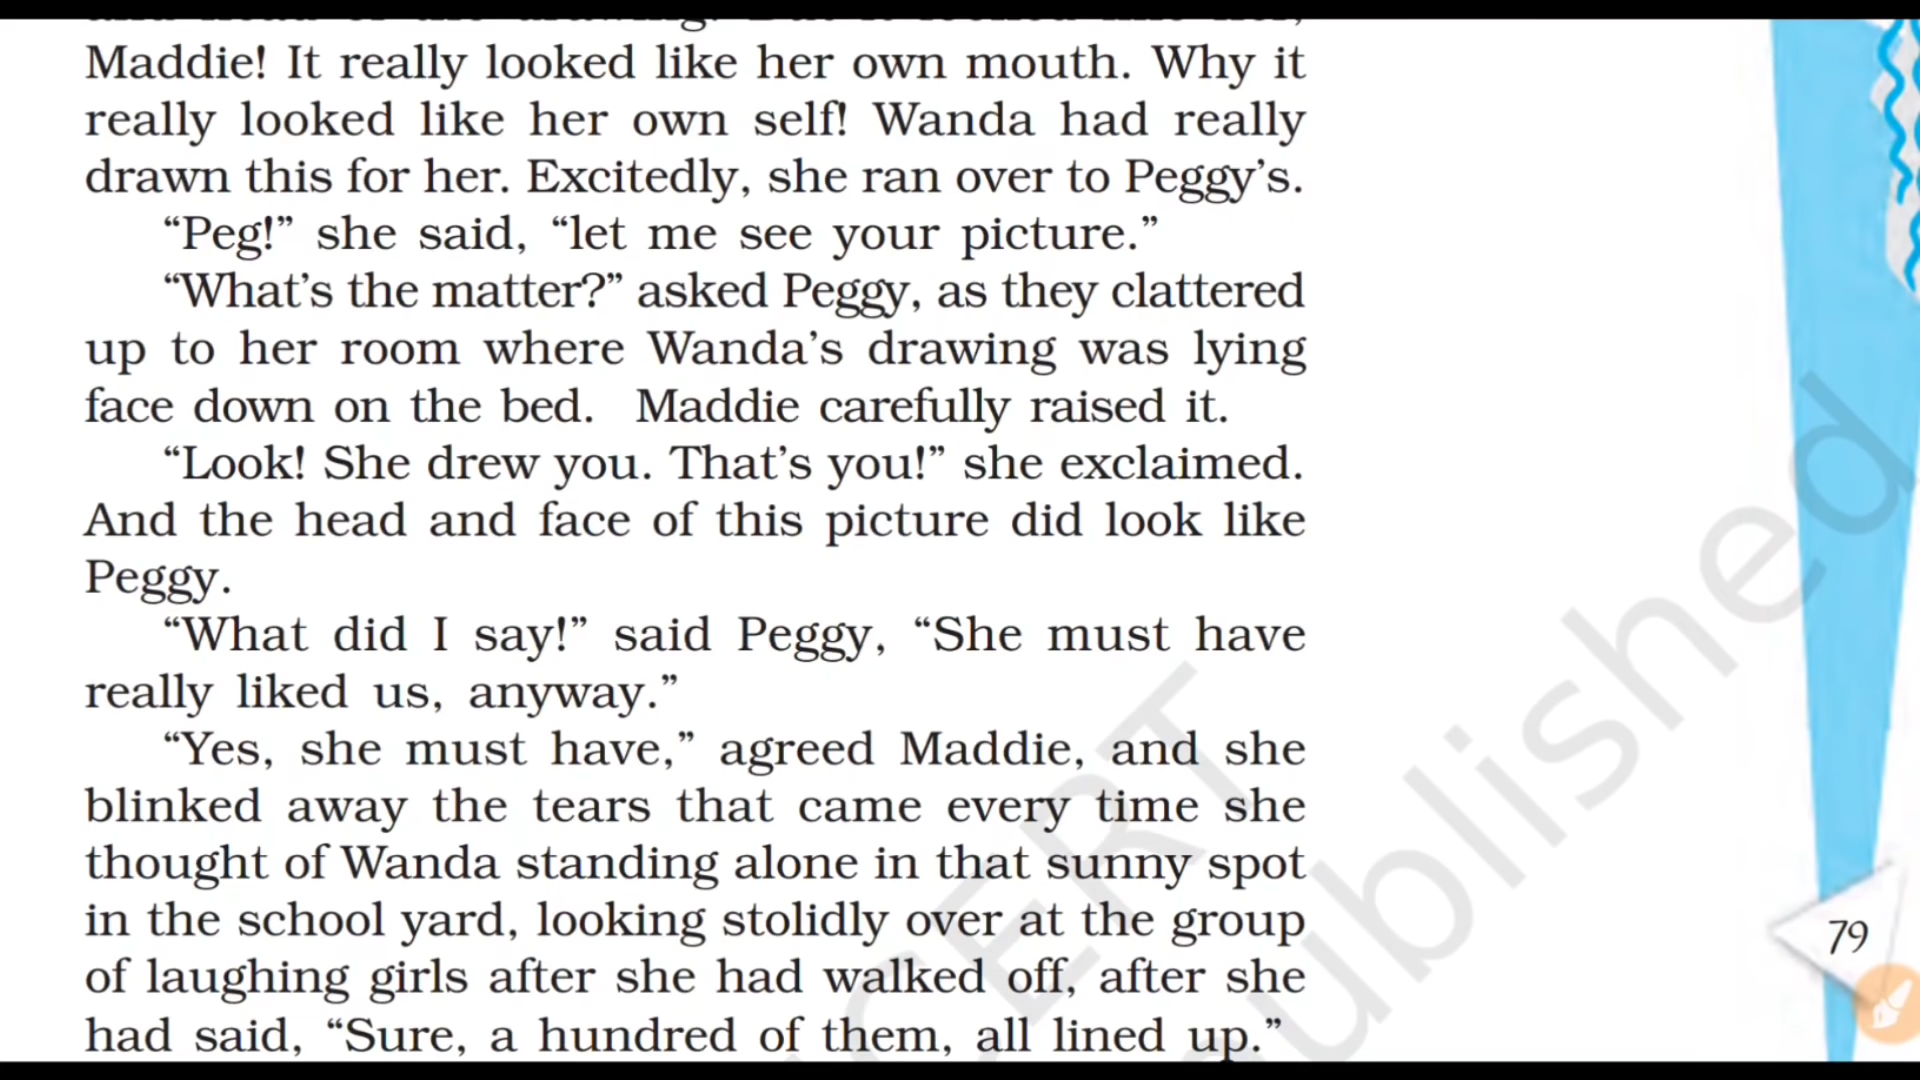 Maddie! It really looked like her own mouth. Why it
really looked like her own self! Wanda had really
drawn this for her. Excitedly, she ran over to Peggy’s.
“Peg!” she said, “let me see your picture.”
“What’s the matter?” asked Peggy, as they clattered
up to her room where Wanda’s drawing was lying
face down on the bed. Maddie carefully raised it.
“Look! She drew you. That’s you!” she exclaimed.
And the head and face of this picture did look like
Peggy.
“What did I say!” said Peggy, “She must have
really liked us, anyway.”
“Yes, she must have,” agreed Maddie, and she
blinked away the tears that came every time she
thought of Wanda standing alone in that sunny spot
in the school yard, looking stolidly over at the group
of laughing girls after she had walked off, after she
had said, “Sure, a hundred of them, all lined up.”
79